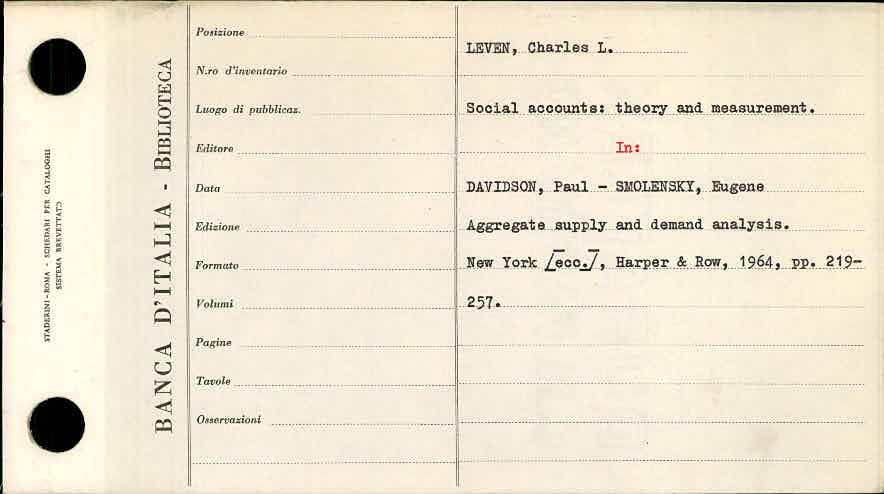 STADERINI-ROMA - SCHEDARI PER CATALOGHI
SISTEMA BREVETTATO
BANCA D'ITALIA - BIBLIOTECA
Posizione
N.ro d'inventario
Luogo di pubblicaz.
Editore
Data
Edizione
Formato
Volumi
Pagine
Tavole
Osservazioni
LEVEN, Charles L.
Social accounts: theory and measurement.
In:
DAVIDSON, Paul - SMOLENSKY, Eugene
Aggregate supply and demand analysis.
New York [ecc.], Harper & Row, 1964, pp. 219-
257.